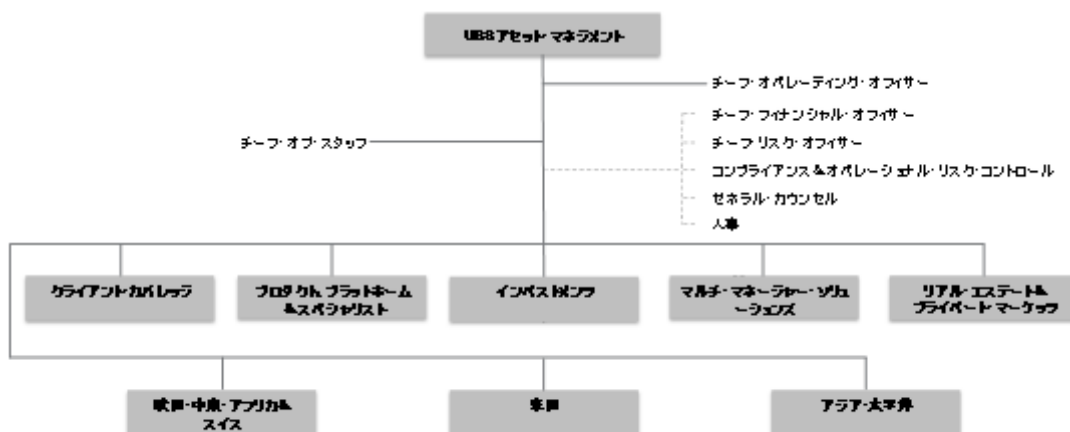 UBSアセット・マネジメント
チーフ・オペレーティング・オフィサー
チーフ・フィナンシャル・オフィサー
チーフ・オブ・スタッフ
チーフ リスク・オフィサー
コンプライアンス&オペレーショナル・リスク・コントロール
ゼネラル・カウンセル
人事
クライアント・カバレッジ
プロダクト、プラットホーム
&スペシャリスト
インベストメンツ
マルチ・マネージャー・ソリュ
ーションズ
リアル・エステート&
プライベート マーケッツ
欧州・中東・アフリカ&
スイス
米国
アジア・太平洋